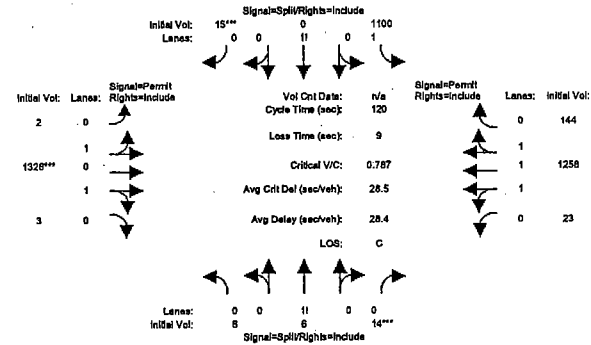 Signal=Split/Rights=Include
Initial Vol: 15*** 0 1100
Lanes: 0 0 1! 0 1
Signal=Permit
Initial Vol: Lanes: Rights=Include
Vol Cnt Date: n/a
Signal=Permit
Rights=Include Lanes: Initial Vol:
Cycle Time (sec): 120
2 0
0 144
Loss Time (sec): 9
1
1
1328*** 0
Critical V/C: 0.787
1 1258
1
Avg Crit Del (sec/veh): 28.5
1
3 0
Avg Delay (sec/veh): 28.4
0 23
LOS: C
Lanes: 0 0 1! 0 0
Initial Vol: 8 6 14***
Signal=Split/Rights=Include